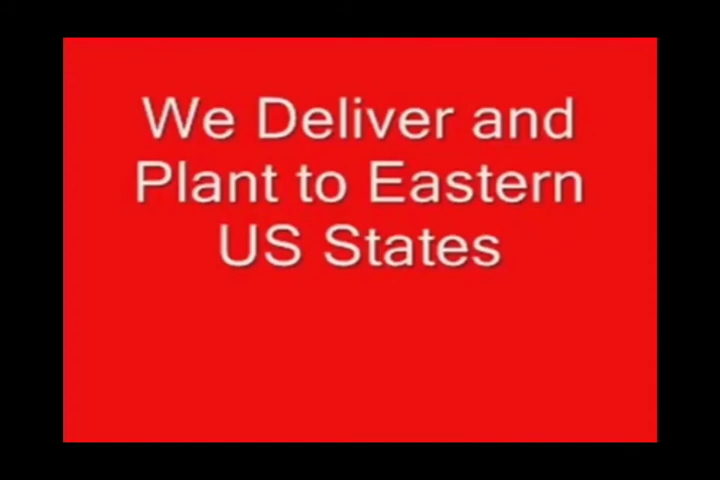 We Deliver and
Plant to Eastern
US States